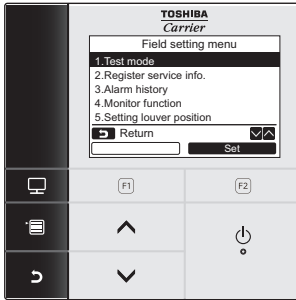 TOSHIBA
Carrier
Field setting menu
1.Test mode
2.Register service info.
3.Alarm history
4.Monitor function
5.Setting louver position
Return
Set
F1 F2